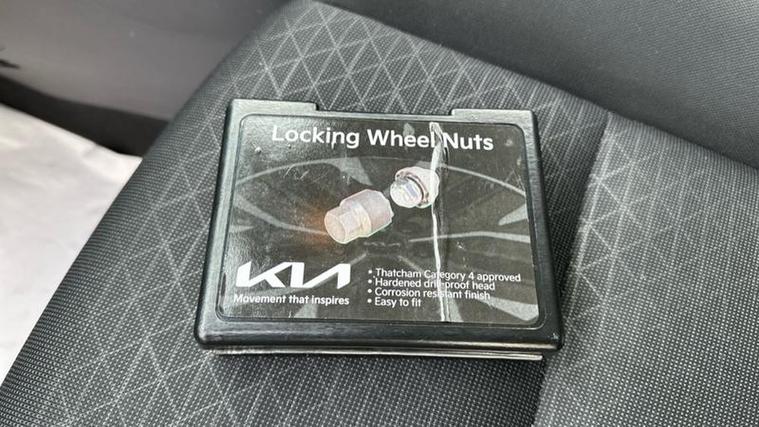 Locking Wheel Nuts
KIA
Movement that inspires
• Thatcham Category 4 approved
• Hardened drill-proof head
• Corrosion resistant finish
• Easy to fit